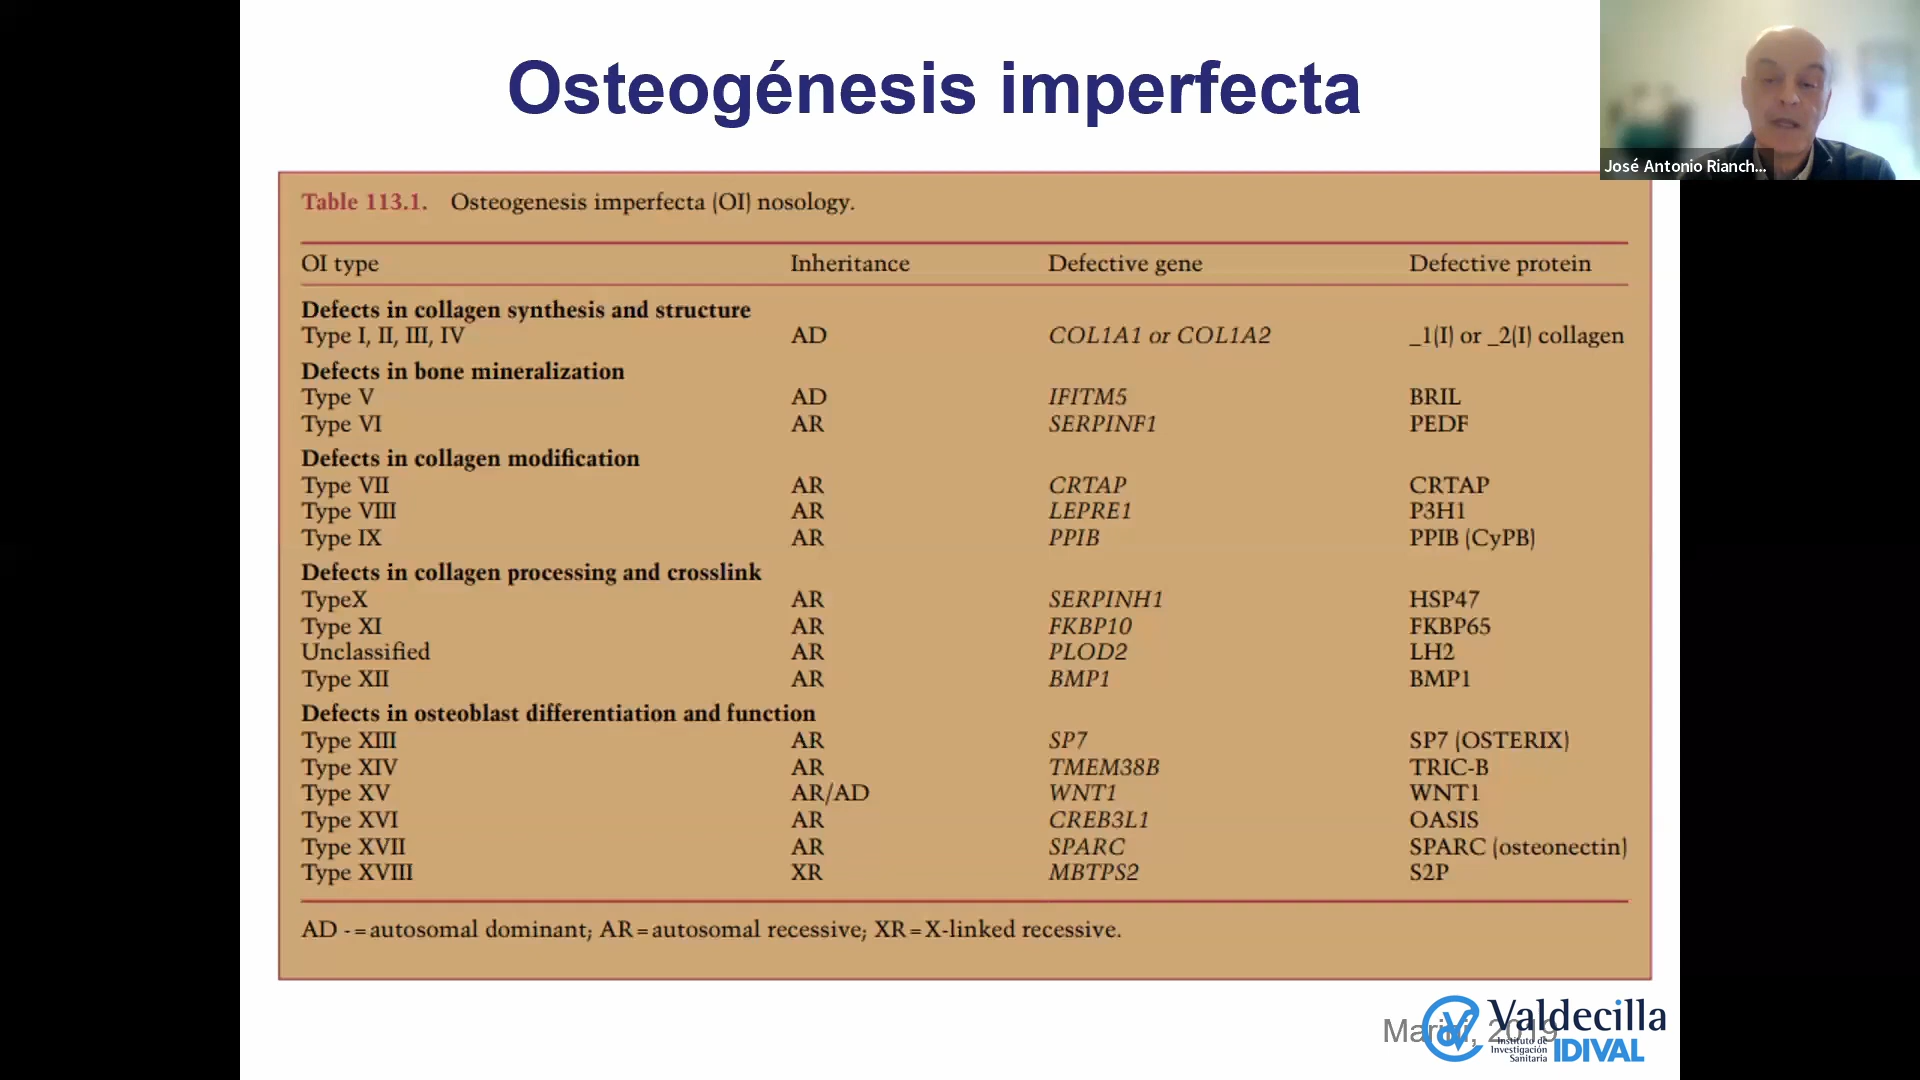 Osteogénesis imperfecta
José Antonio Rianch...
Table 113.1. Osteogenesis imperfecta (OI) nosology.
OI type Inheritance Defective gene Defective protein
Defects in collagen synthesis and structure
Type I, II, III, IV AD COL1A1 or COL1A2 _1(I) or _2(I) collagen
Defects in bone mineralization
Type V AD IFITM5 BRIL
Type VI AR SERPINF1 PEDF
Defects in collagen modification
Type VII AR CRTAP CRTAP
Type VIII AR LEPRE1 P3H1
Type IX AR PPIB PPIB (CyPB)
Defects in collagen processing and crosslink
TypeX AR SERPINH1 HSP47
Type XI AR FKBP10 FKBP65
Unclassified AR PLOD2 LH2
Type XII AR BMP1 BMP1
Defects in osteoblast differentiation and function
Type XIII AR SP7 SP7 (OSTERIX)
Type XIV AR TMEM38B TRIC-B
Type XV AR/AD WNT1 WNT1
Type XVI AR CREB3L1 OASIS
Type XVII AR SPARC SPARC (osteonectin)
Type XVIII XR MBTPS2 S2P
AD -=autosomal dominant; AR=autosomal recessive; XR=X-linked recessive.
Marini, 2019
Valdecilla
Instituto de
Investigación
Sanitaria
IDIVAL